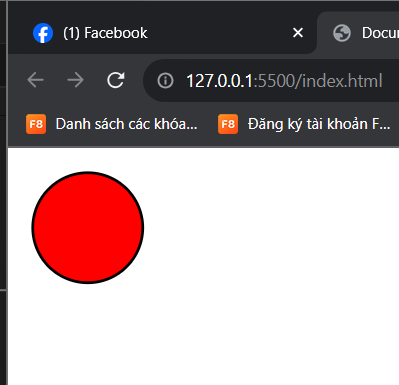 (1) Facebook
Docu
127.0.0.1:5500/index.html
F8 Danh sách các khóa... F8 Đăng ký tài khoản F...